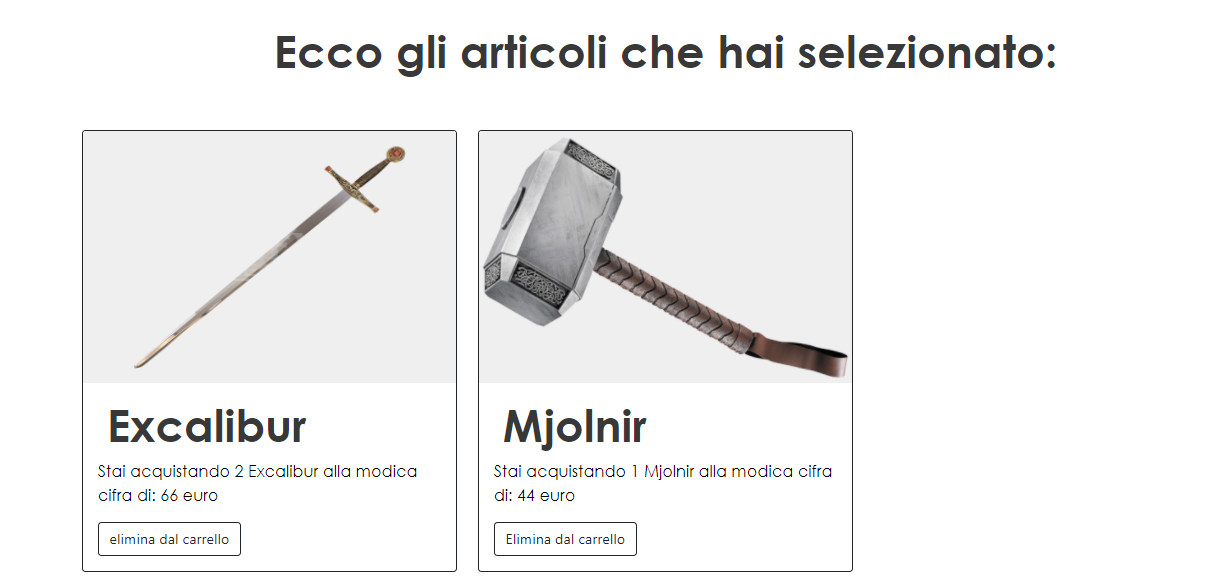 Ecco gli articoli che hai selezionato:
Excalibur
Stai acquistando 2 Excalibur alla modica
cifra di: 66 euro
elimina dal carrello
Mjolnir
Stai acquistando 1 Mjolnir alla modica cifra
di: 44 euro
Elimina dal carrello